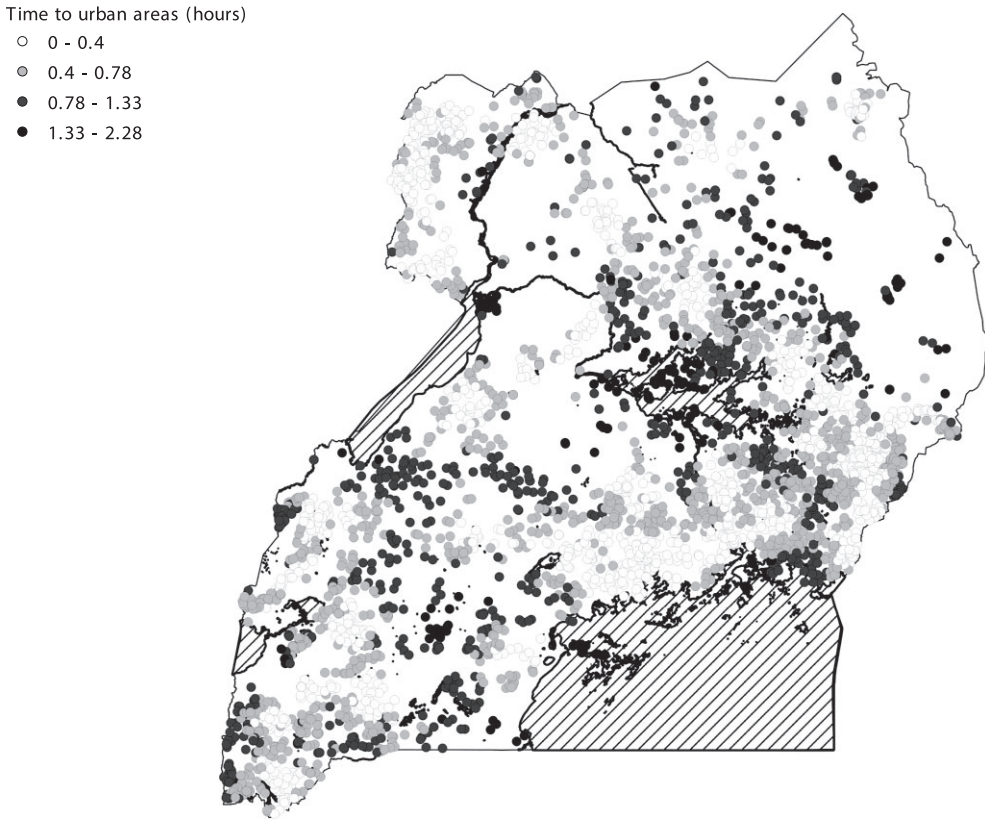 Time to urban areas (hours)
0 - 0.4
0.4 - 0.78
0.78 - 1.33
1.33 - 2.28